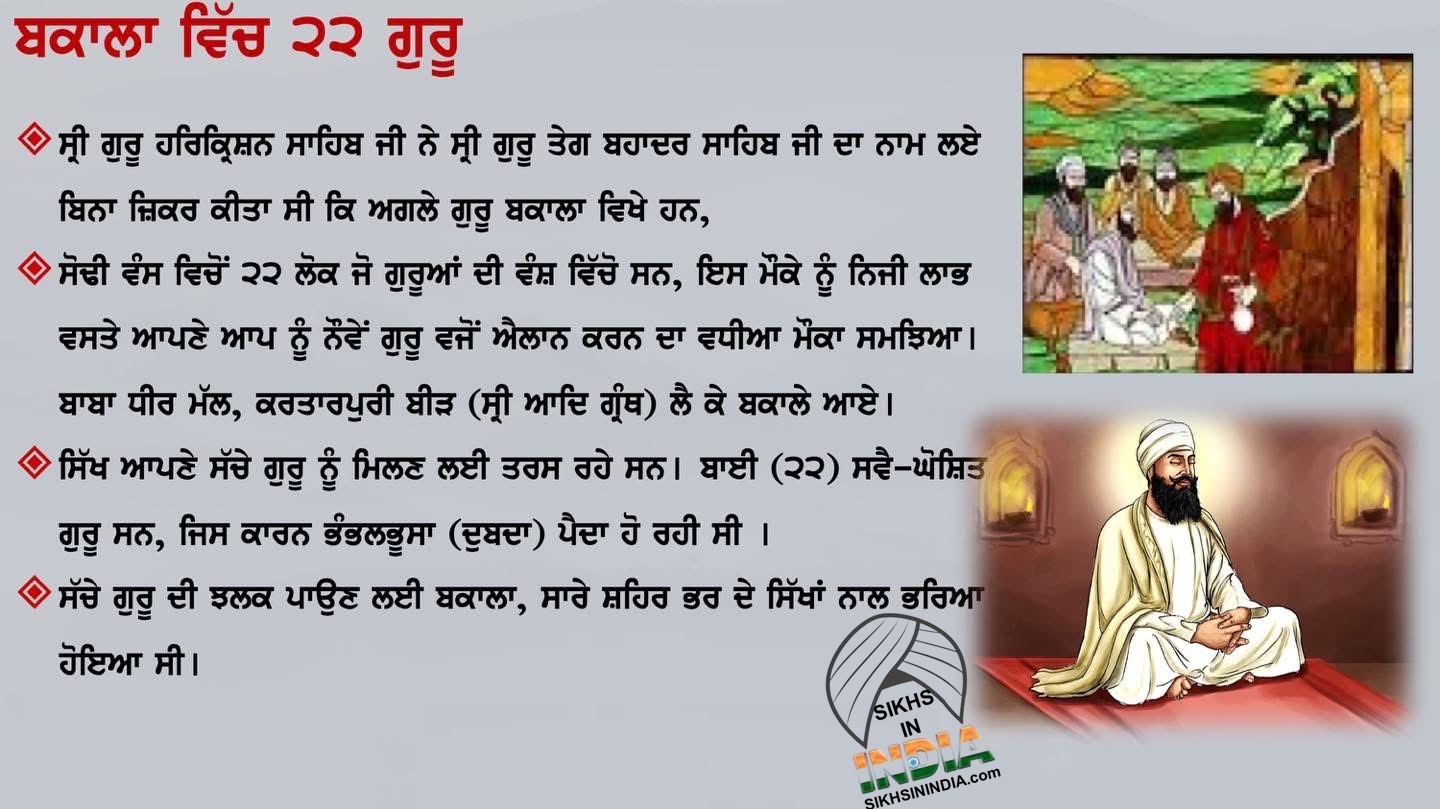 ਬਕਾਲਾ ਵਿੱਚ ੨੨ ਗੁਰੂ
ਸ੍ਰੀ ਗੁਰੂ ਹਰਿਕ੍ਰਿਸ਼ਨ ਸਾਹਿਬ ਜੀ ਨੇ ਸ੍ਰੀ ਗੁਰੂ ਤੇਗ ਬਹਾਦਰ ਸਾਹਿਬ ਜੀ ਦਾ ਨਾਮ ਲਏ
ਬਿਨਾ ਜ਼ਿਕਰ ਕੀਤਾ ਸੀ ਕਿ ਅਗਲੇ ਗੁਰੂ ਬਕਾਲਾ ਵਿਖੇ ਹਨ,
ਸੋਢੀ ਵੰਸ ਵਿਚੋਂ ੨੨ ਲੋਕ ਜੋ ਗੁਰੂਆਂ ਦੀ ਵੰਸ਼ ਵਿੱਚੋ ਸਨ, ਇਸ ਮੌਕੇ ਨੂੰ ਨਿਜੀ ਲਾਭ
ਵਸਤੇ ਆਪਣੇ ਆਪ ਨੂੰ ਨੌਵੇਂ ਗੁਰੂ ਵਜੋਂ ਐਲਾਨ ਕਰਨ ਦਾ ਵਧੀਆ ਮੌਕਾ ਸਮਝਿਆ।
ਬਾਬਾ ਧੀਰ ਮੱਲ, ਕਰਤਾਰਪੁਰੀ ਬੀੜ (ਸ੍ਰੀ ਆਦਿ ਗ੍ਰੰਥ) ਲੈ ਕੇ ਬਕਾਲੇ ਆਏ।
ਸਿੱਖ ਆਪਣੇ ਸੱਚੇ ਗੁਰੂ ਨੂੰ ਮਿਲਣ ਲਈ ਤਰਸ ਰਹੇ ਸਨ। ਬਾਈ (੨੨) ਸਵੈ-ਘੋਸ਼ਿਤ
ਗੁਰੂ ਸਨ, ਜਿਸ ਕਾਰਨ ਭੰਭਲਭੂਸਾ (ਦੁਬਦਾ) ਪੈਦਾ ਹੋ ਰਹੀ ਸੀ ।
ਸੱਚੇ ਗੁਰੂ ਦੀ ਝਲਕ ਪਾਉਣ ਲਈ ਬਕਾਲਾ, ਸਾਰੇ ਸ਼ਹਿਰ ਭਰ ਦੇ ਸਿੱਖਾਂ ਨਾਲ ਭਰਿਆ
ਹੋਇਆ ਸੀ।
SIKHS
IN
INDIA
SIKHSININDIA.com